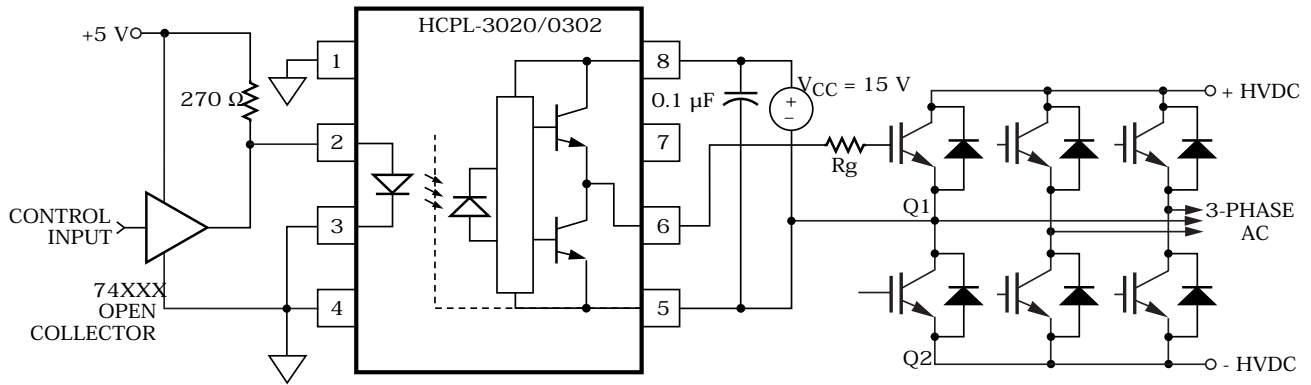 HCPL-3020/0302
+5 V
1
8
270 Ω
0.1 µF
VCC = 15 V
+
−
+ HVDC
2
7
Rg
CONTROL
INPUT
3
6
Q1
3-PHASE
AC
74XXX
OPEN
COLLECTOR
4
5
Q2
- HVDC